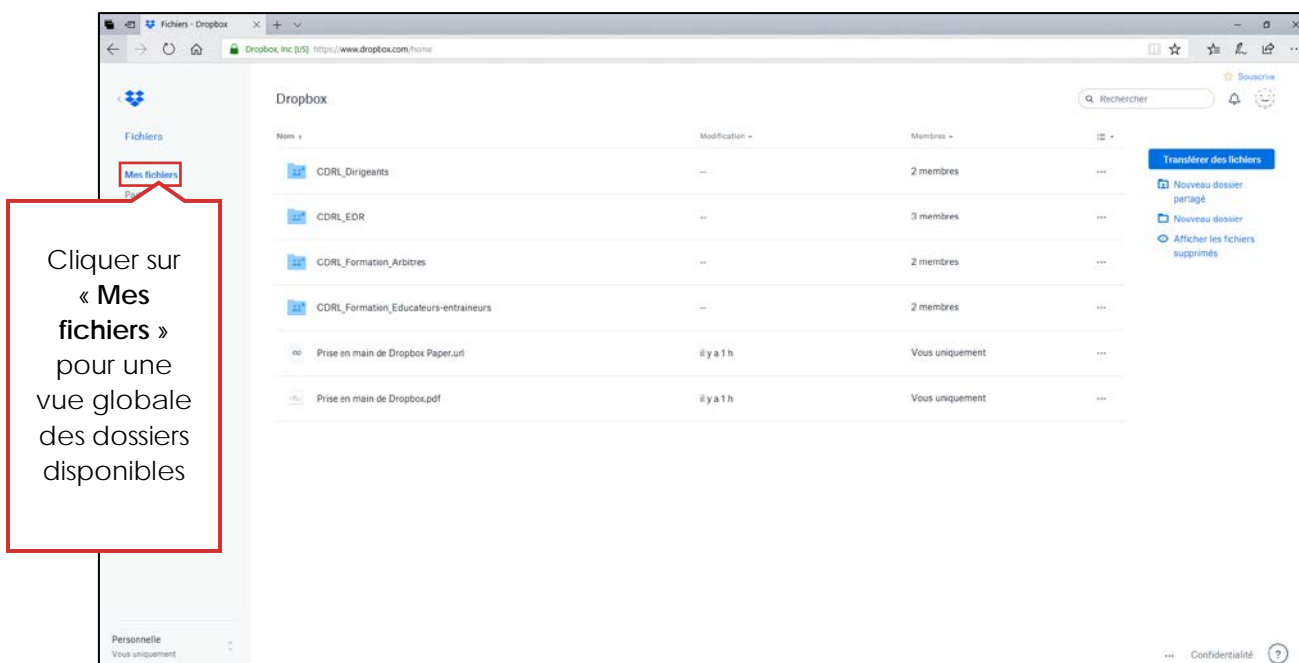 Fichiers - Dropbox
Dropbox, Inc [US] https://www.dropbox.com/home
Souscrire
Dropbox
Rechercher
Fichiers
Nom
Modification
Membres
Mes fichiers
CDRL_Dirigeants -- 2 membres ...
CDRL_EDR -- 3 membres ...
CDRL_Formation_Arbitres -- 2 membres ...
CDRL_Formation_Educateurs-entraineurs -- 2 membres ...
Prise en main de Dropbox Paper.url il y a 1 h Vous uniquement ...
Prise en main de Dropbox.pdf il y a 1 h Vous uniquement ...
Transférer des fichiers
Nouveau dossier
partagé
Nouveau dossier
Afficher les fichiers
supprimés
Cliquer sur
« Mes
fichiers »
pour une
vue globale
des dossiers
disponibles
Personnelle
Vous uniquement
... Confidentialité ?